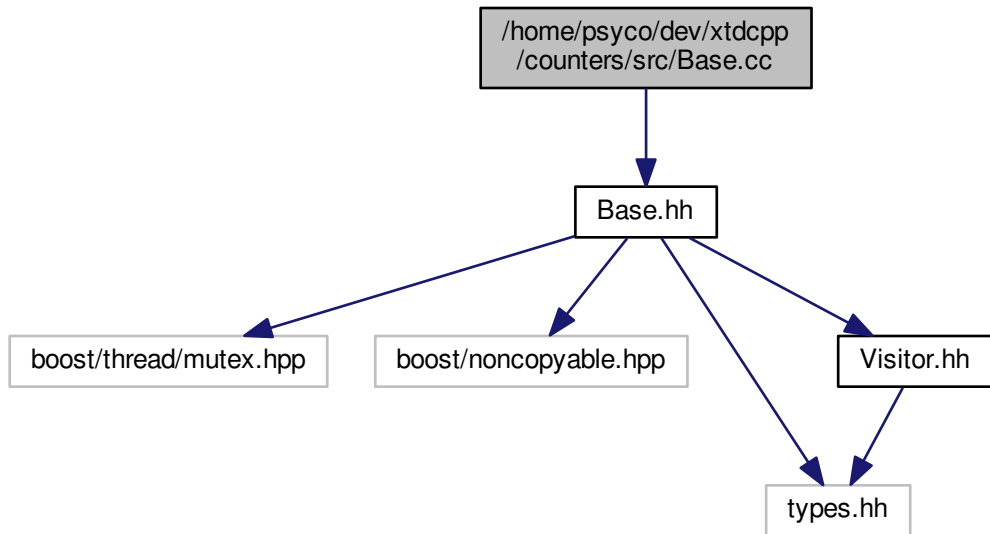 /home/psyco/dev/xtdcpp
/counters/src/Base.cc
Base.hh
boost/thread/mutex.hpp
boost/noncopyable.hpp
Visitor.hh
types.hh